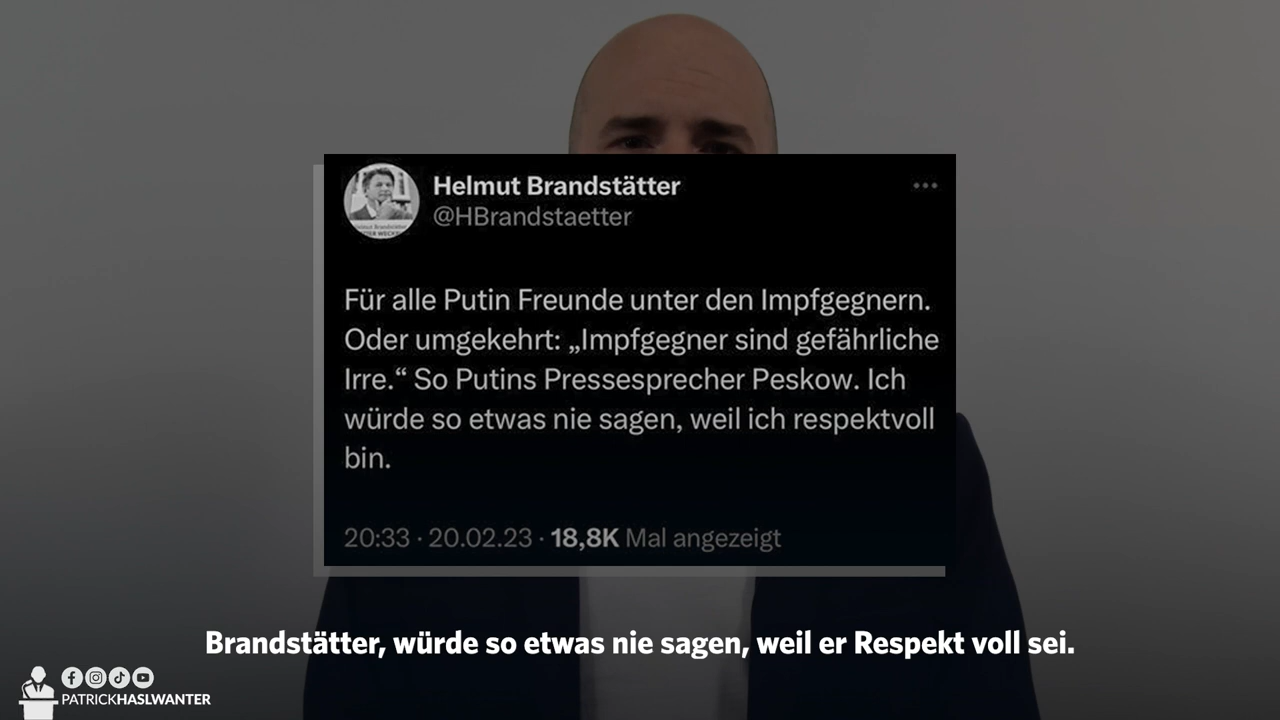 Helmut Brandstätter
@HBrandstaetter
Für alle Putin Freunde unter den Impfgegnern.
Oder umgekehrt: „Impfgegner sind gefährliche
Irre.“ So Putins Pressesprecher Peskow. Ich
würde so etwas nie sagen, weil ich respektvoll
bin.
20:33 · 20.02.23 · 18,8K Mal angezeigt
Brandstätter, würde so etwas nie sagen, weil er Respekt voll sei.
PATRICKHASLWANTER